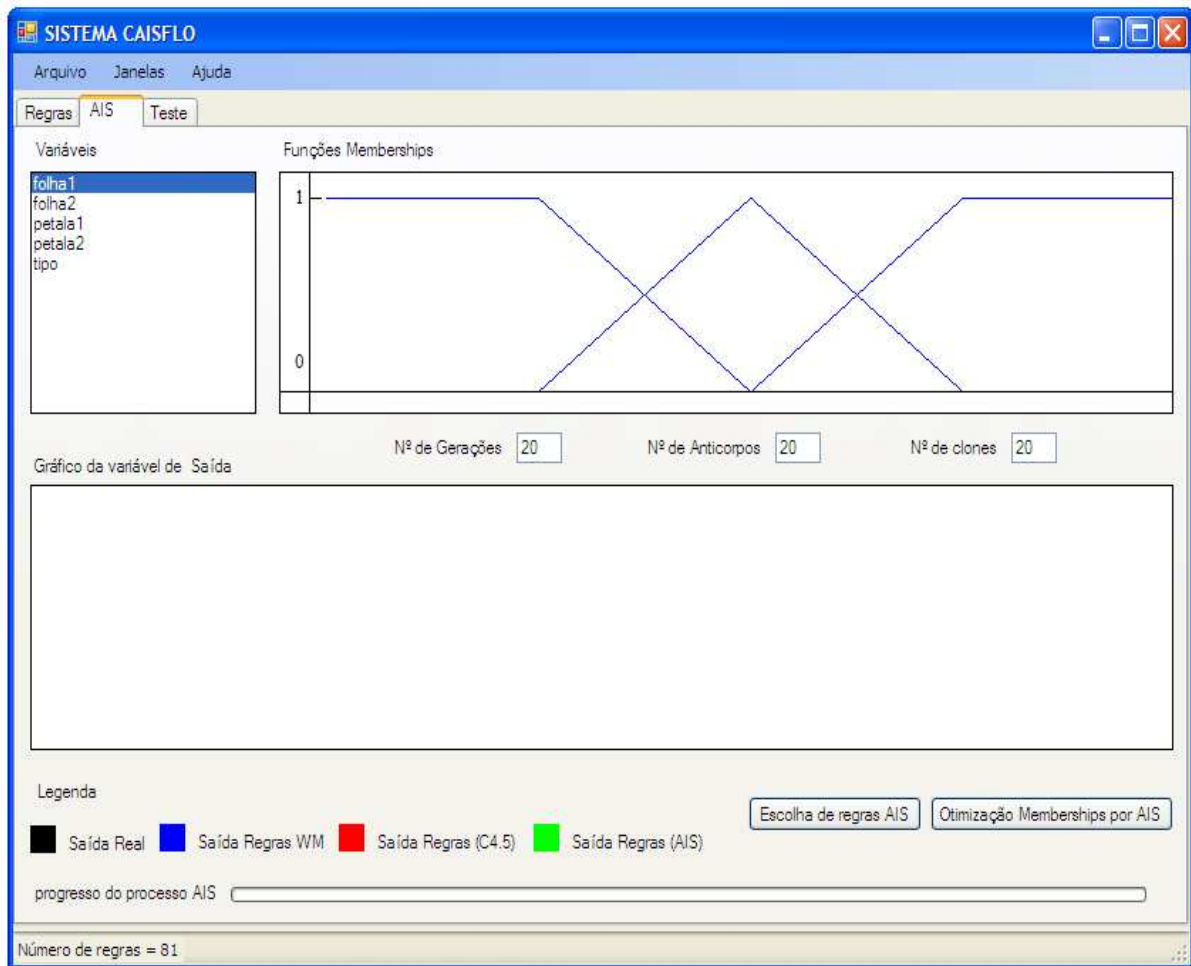 SISTEMA CAISFLO
Arquivo Janelas Ajuda
Regras AIS Teste
Variáveis
Funções Memberships
folha1
folha2
petala1
petala2
tipo
1
0
Nº de Gerações 20 Nº de Anticorpos 20 Nº de clones 20
Gráfico da variável de Saída
Legenda
Escolha de regras AIS Otimização Memberships por AIS
Saída Real Saída Regras WM Saída Regras (C4.5) Saída Regras (AIS)
progresso do processo AIS
Número de regras = 81